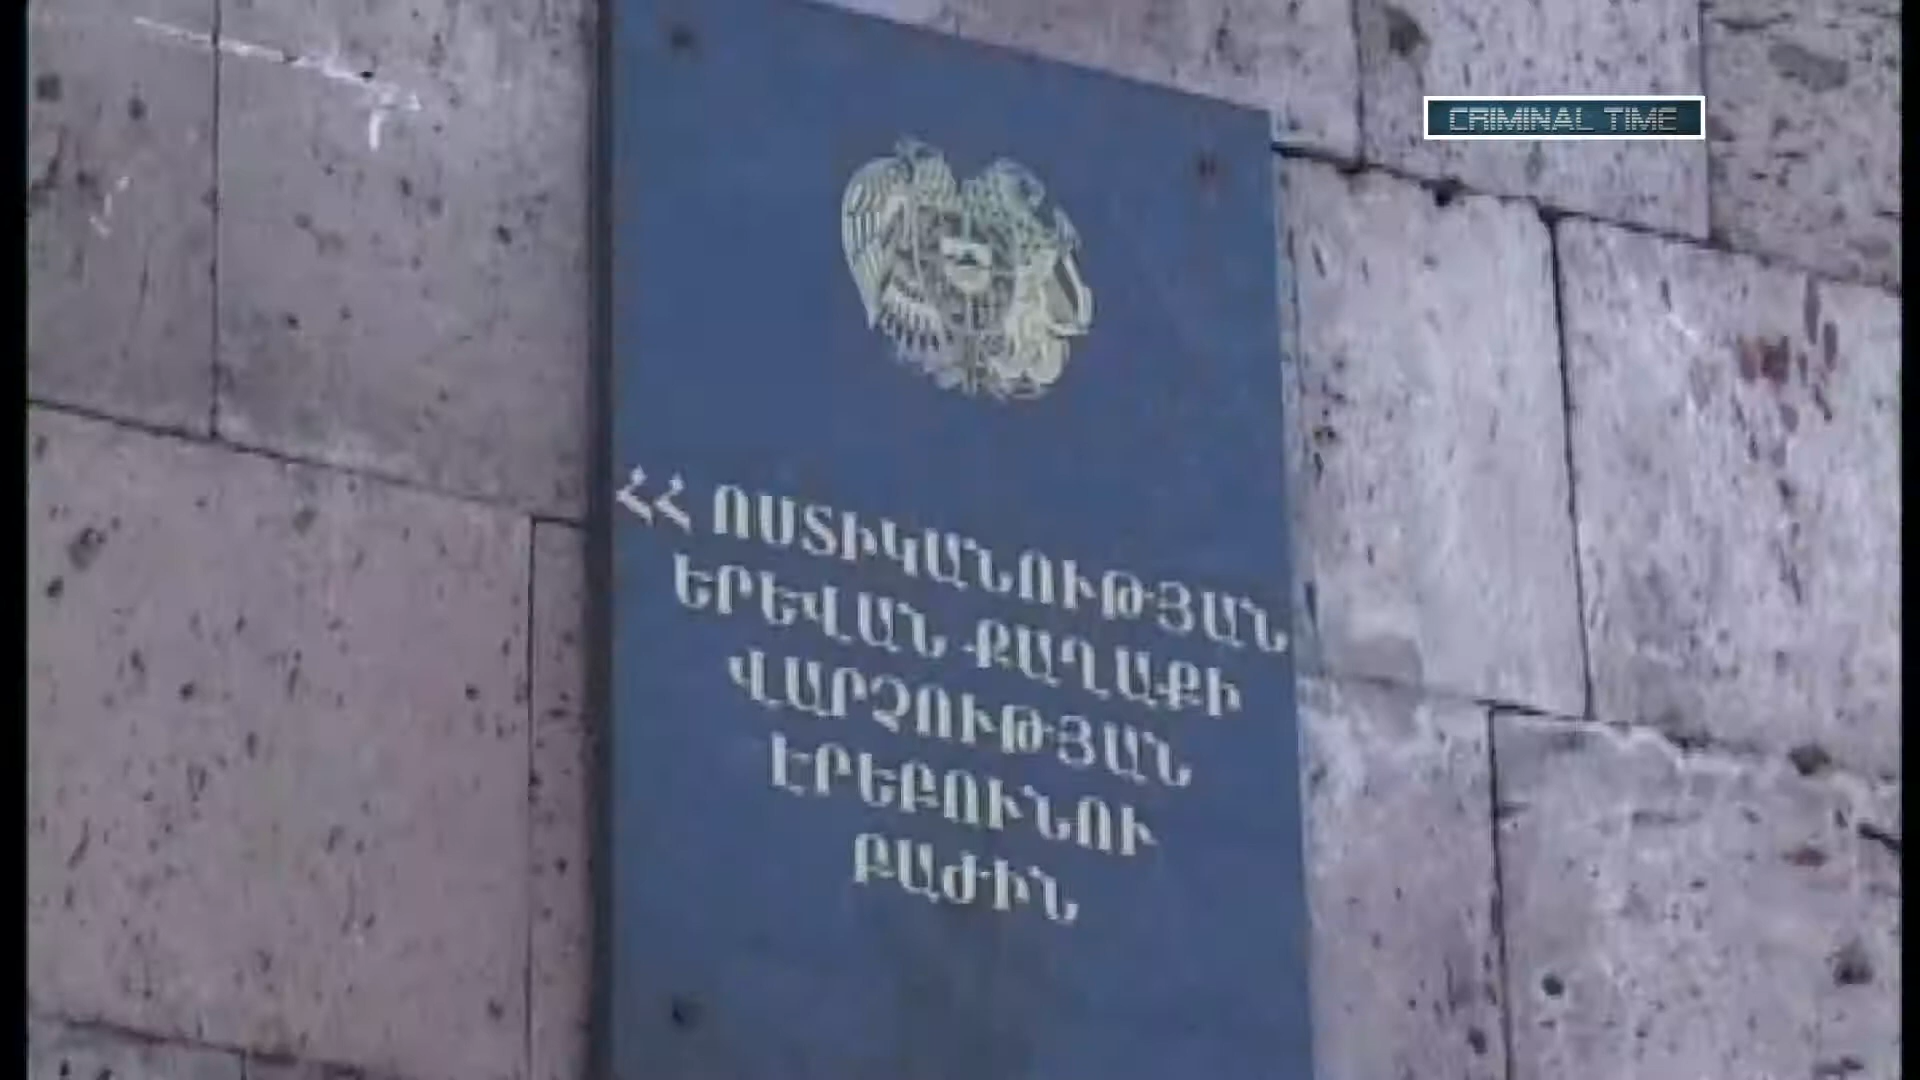 CRIMINAL TIME
ՀՀ ՈՍՏԻԿԱՆՈՒԹՅԱՆ
ԵՐԵՎԱՆ ՔԱՂԱՔԻ
ՎԱՐՉՈՒԹՅԱՆ
ԷՐԵԲՈՒՆՈՒ
ԲԱԺԻՆ